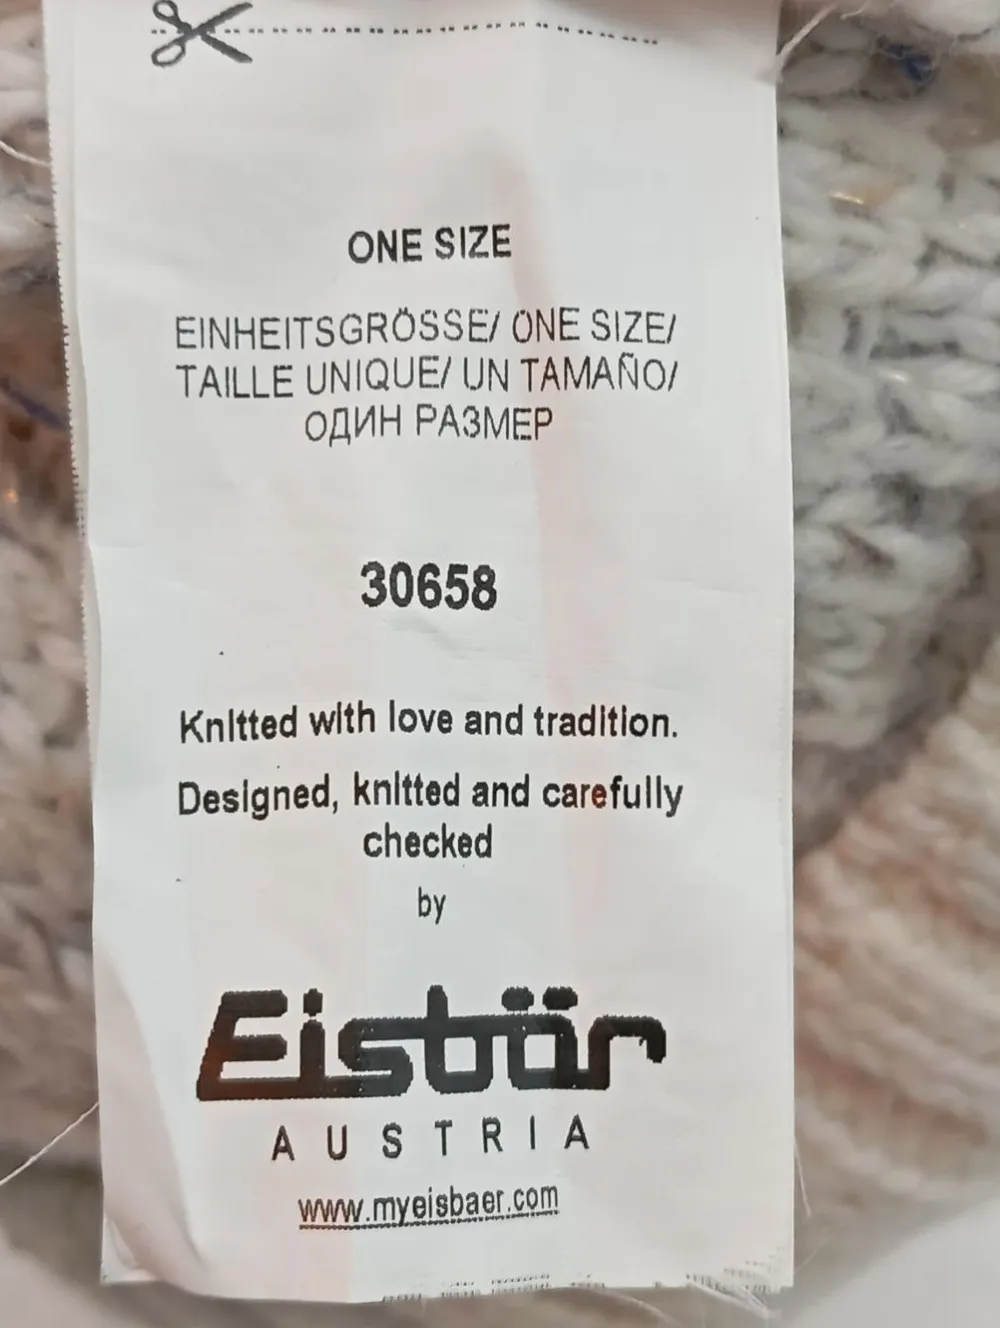 ONE SIZE
EINHEITSGRÖSSE/ ONE SIZE/
TAILLE UNIQUE/ UN TAMAÑO/
ОДИН РАЗМЕР
30658
Knitted with love and tradition.
Designed, knitted and carefully
checked
by
Eisbär
AUSTRIA
www.myeisbaer.com